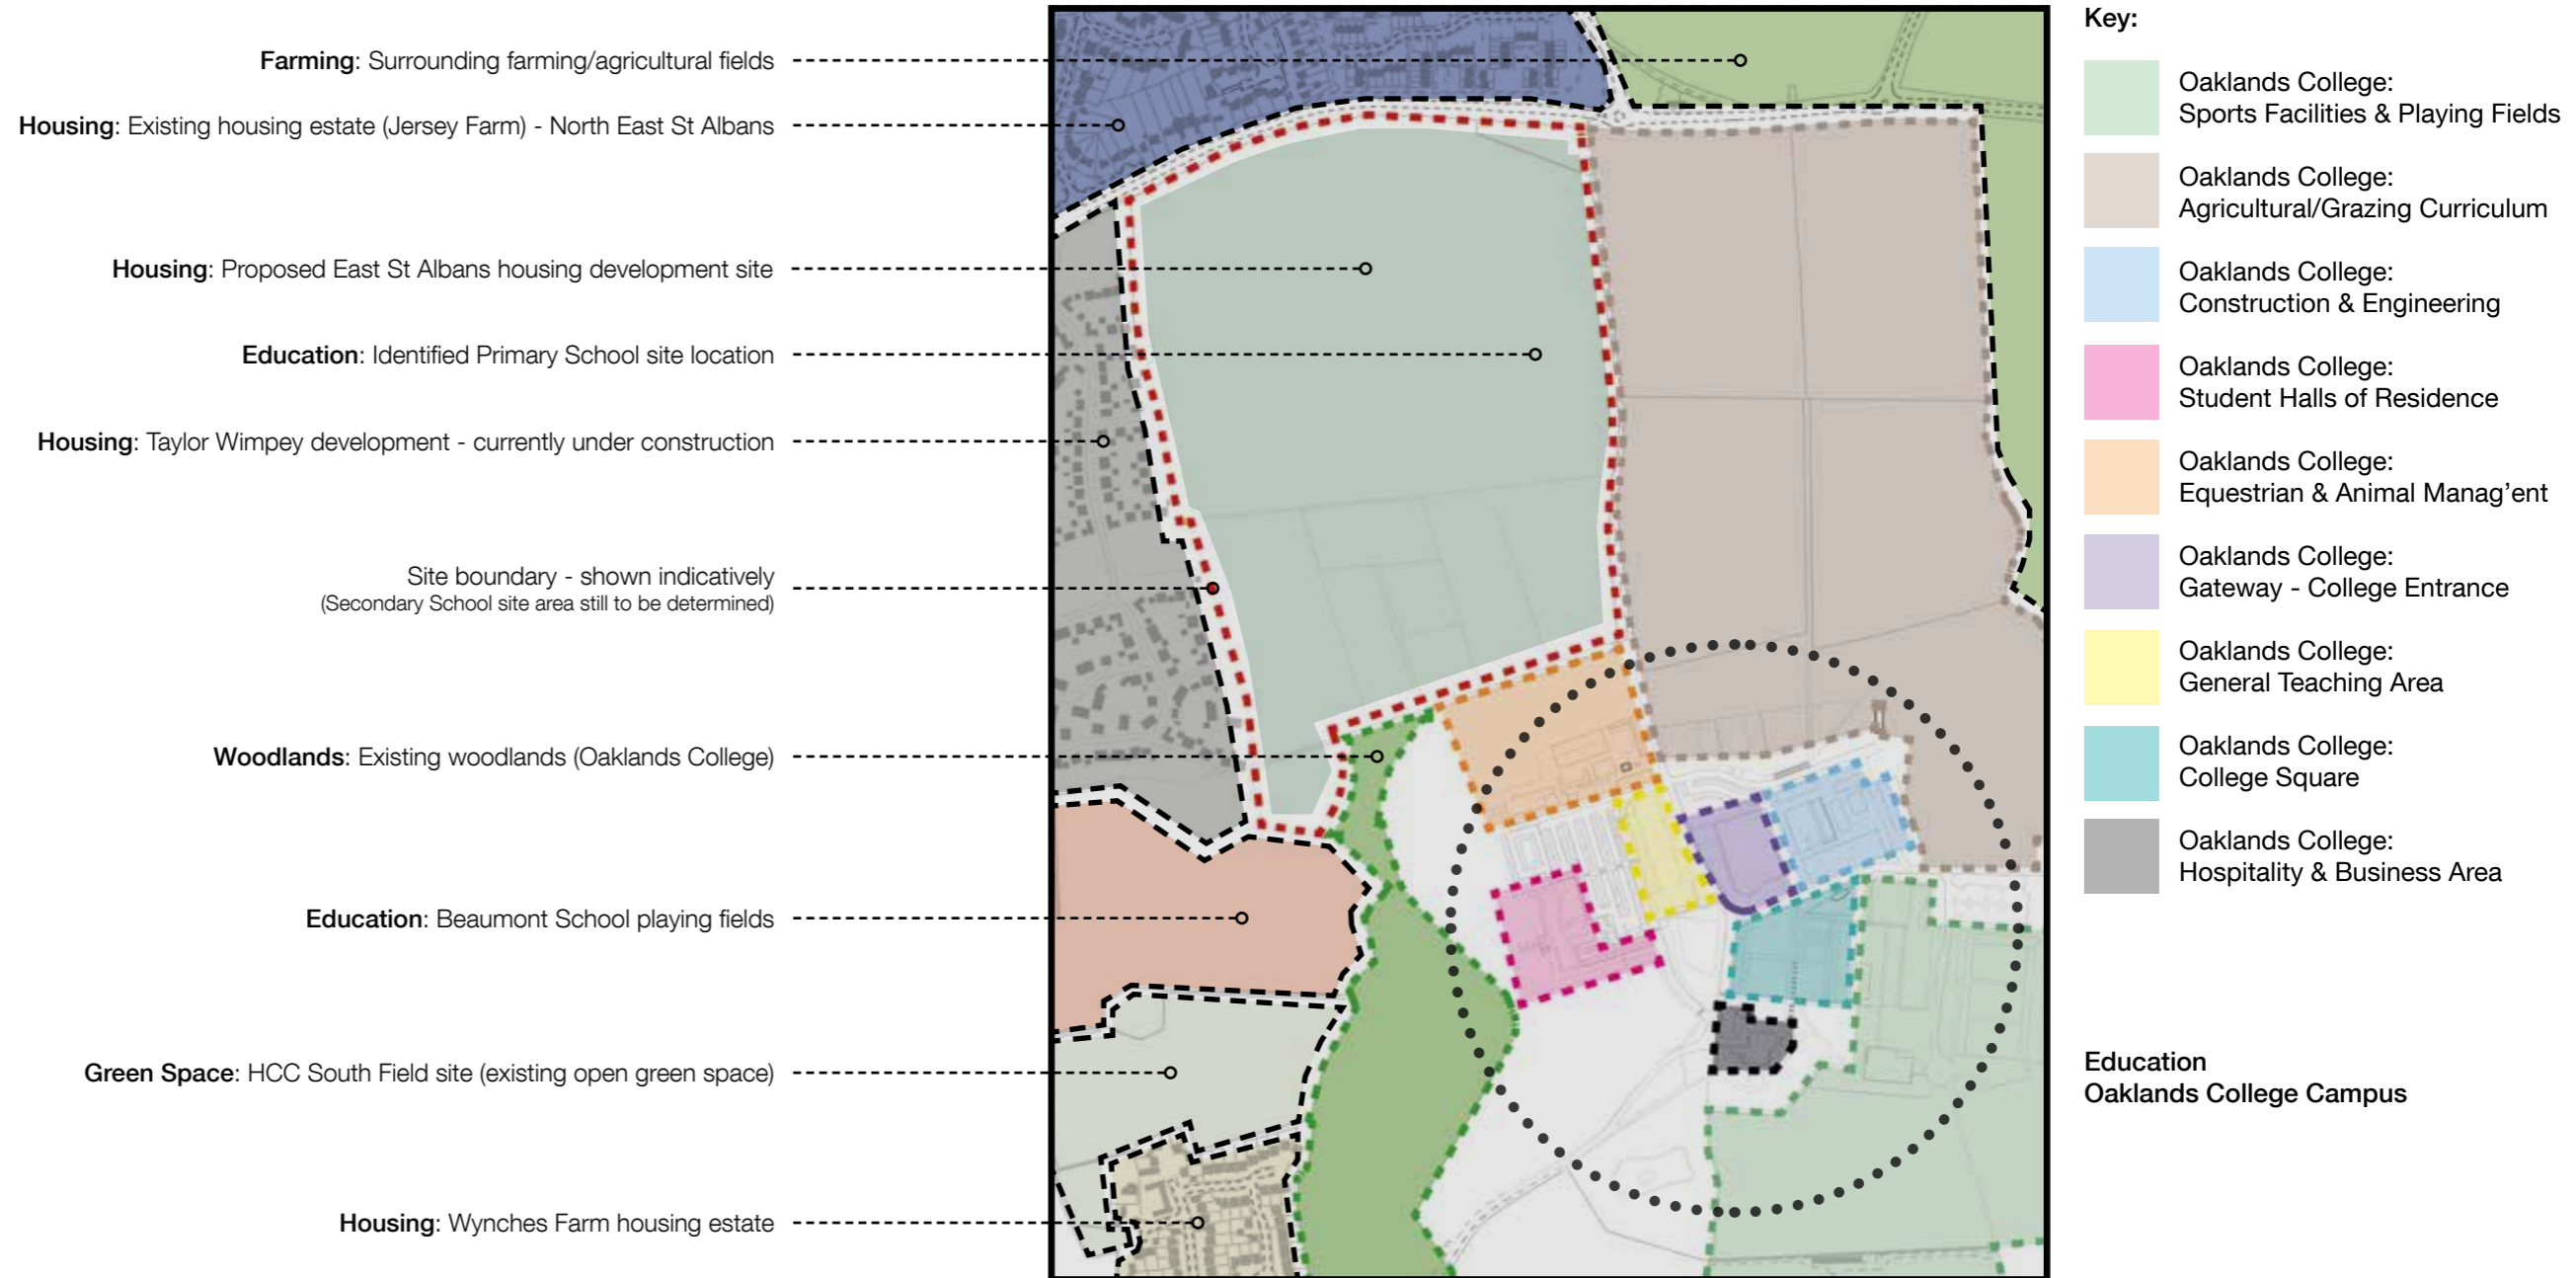 Farming: Surrounding farming/agricultural fields
Housing: Existing housing estate (Jersey Farm) - North East St Albans
Housing: Proposed East St Albans housing development site
Education: Identified Primary School site location
Housing: Taylor Wimpey development - currently under construction
Site boundary - shown indicatively
(Secondary School site area still to be determined)
Woodlands: Existing woodlands (Oaklands College)
Education: Beaumont School playing fields
Green Space: HCC South Field site (existing open green space)
Housing: Wynches Farm housing estate
Key:
Oaklands College:
Sports Facilities & Playing Fields
Oaklands College:
Agricultural/Grazing Curriculum
Oaklands College:
Construction & Engineering
Oaklands College:
Student Halls of Residence
Oaklands College:
Equestrian & Animal Manag’ent
Oaklands College:
Gateway - College Entrance
Oaklands College:
General Teaching Area
Oaklands College:
College Square
Oaklands College:
Hospitality & Business Area
Education
Oaklands College Campus